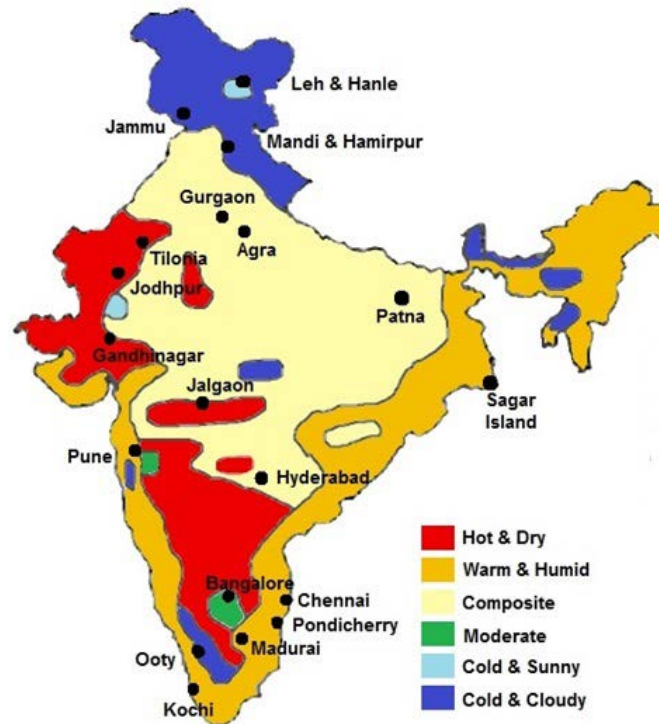 Leh & Hanle
Jammu
Mandi & Hamirpur
Gurgaon
Agra
Tilonia
Jodhpur
Patna
Gandhinagar
Jalgaon
Sagar
Island
Pune
Hyderabad
Hot & Dry
Warm & Humid
Bangalore
Chennai
Composite
Pondicherry
Moderate
Madurai
Ooty
Cold & Sunny
Kochi
Cold & Cloudy